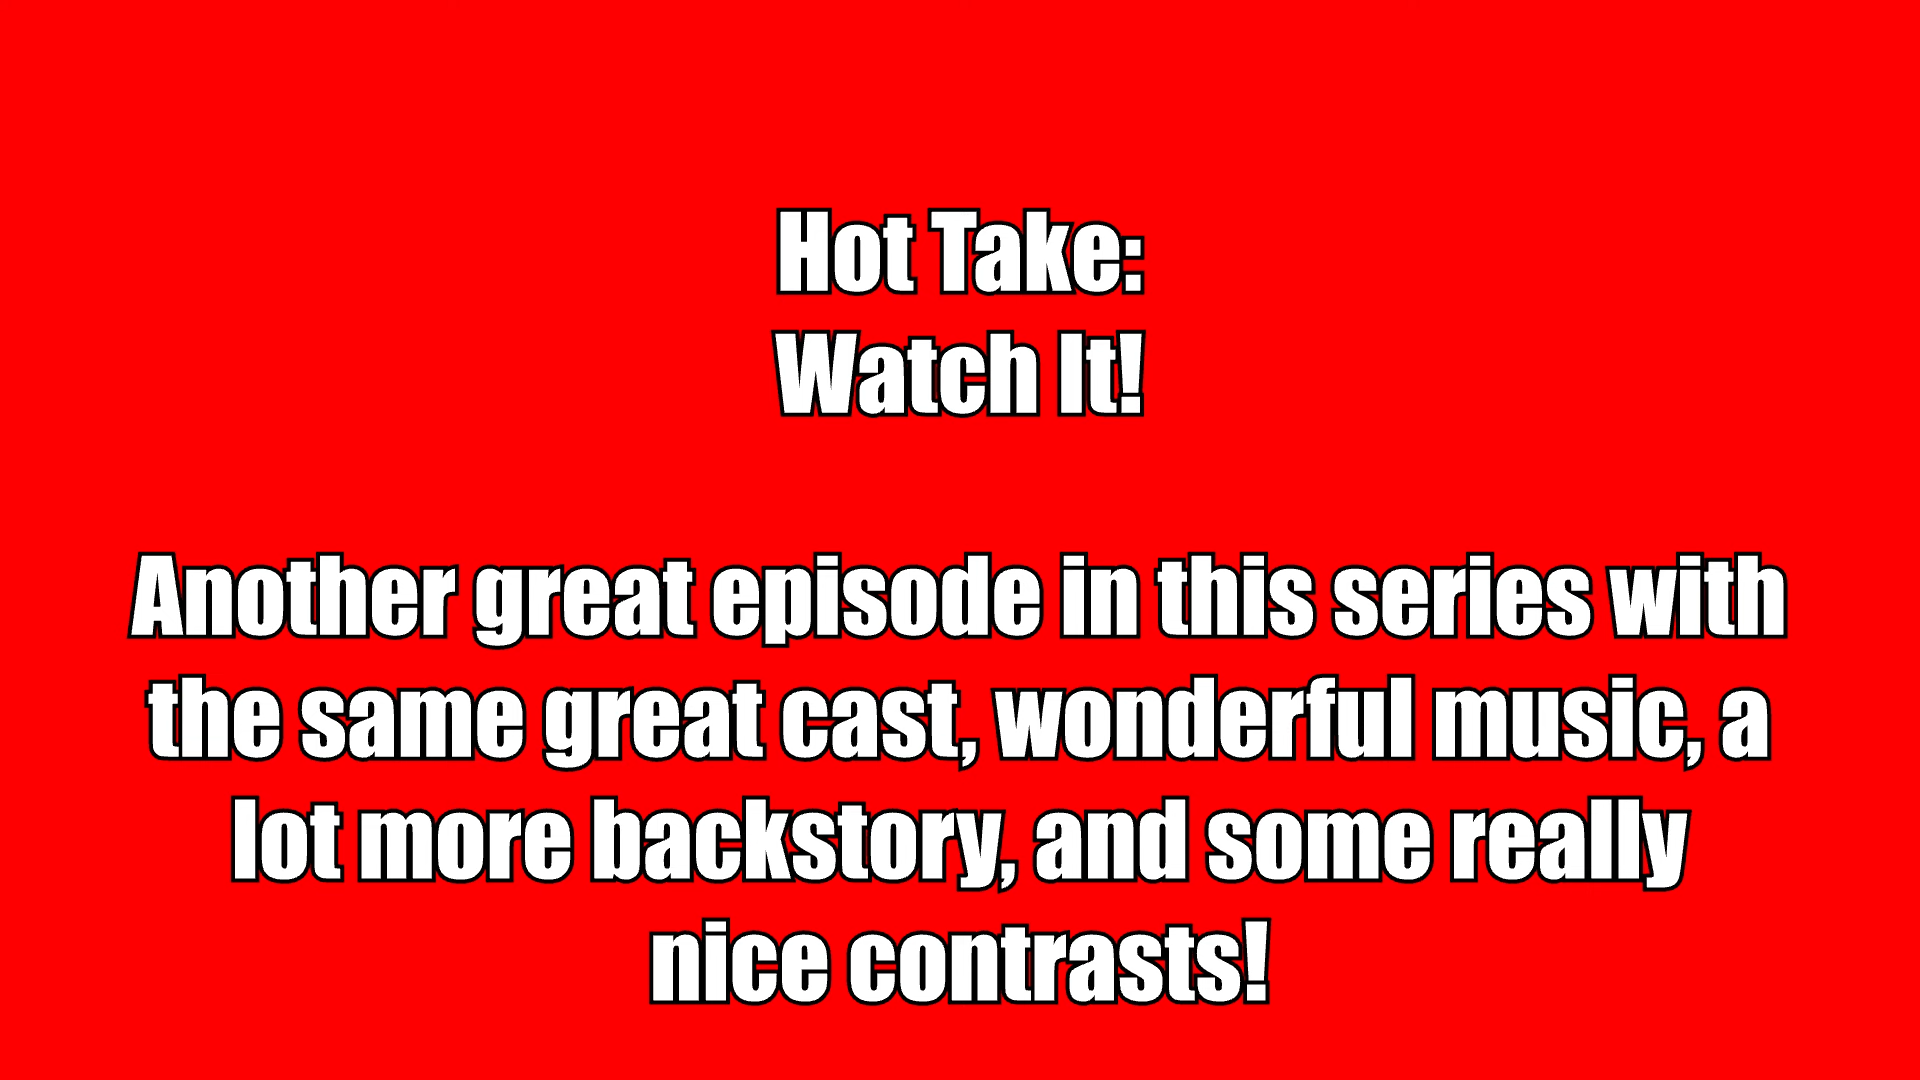 Hot Take:
Watch It!
Another great episode in this series with
the same great cast, wonderful music, a
lot more backstory, and some really
nice contrasts!